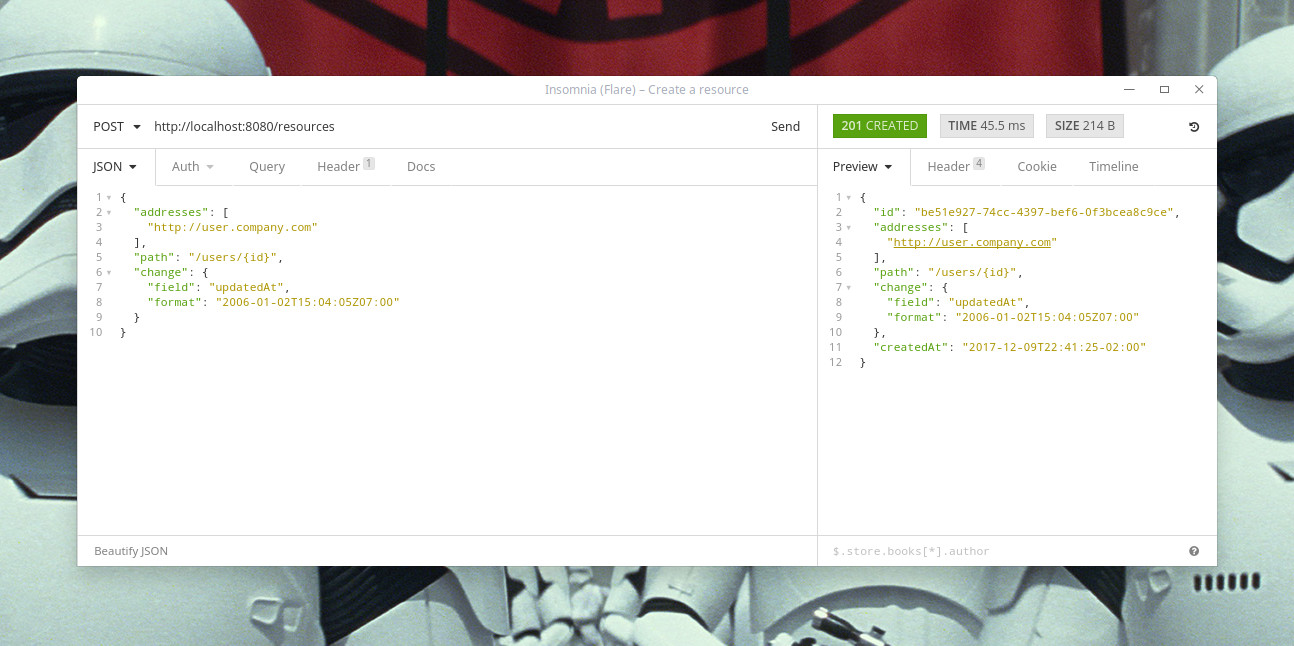 Insomnia (Flare) – Create a resource
POST http://localhost:8080/resources Send
201 CREATED TIME 45.5 ms SIZE 214 B
JSON Auth Query Header 1 Docs
1 {
2 "addresses": [
3 "http://user.company.com"
4 ],
5 "path": "/users/{id}",
6 "change": {
7 "field": "updatedAt",
8 "format": "2006-01-02T15:04:05Z07:00"
9 }
10 }
Beautify JSON
Preview Header 4 Cookie Timeline
1 {
2 "id": "be51e927-74cc-4397-bef6-0f3bcea8c9ce",
3 "addresses": [
4 "http://user.company.com"
5 ],
6 "path": "/users/{id}",
7 "change": {
8 "field": "updatedAt",
9 "format": "2006-01-02T15:04:05Z07:00"
10 },
11 "createdAt": "2017-12-09T22:41:25-02:00"
12 }
$.store.books[*].author